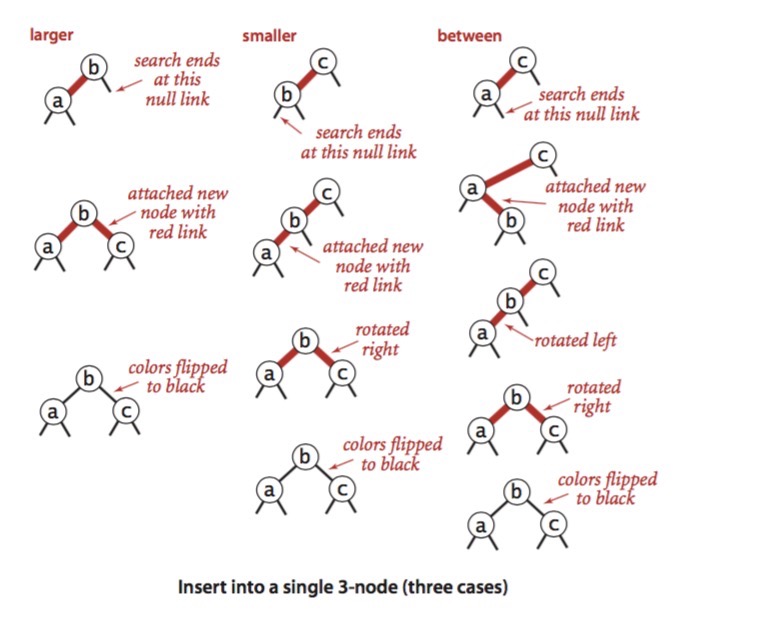 larger
b
a
search ends
at this
null link
b
a
c
attached new
node with
red link
b
a
c
colors flipped
to black
smaller
c
b
search ends
at this null link
c
b
a
attached new
node with
red link
b
a
c
rotated
right
b
a
c
colors flipped
to black
between
c
a
search ends
at this null link
c
a
b
attached new
node with
red link
c
b
a
rotated left
b
a
c
rotated
right
b
a
c
colors flipped
to black
Insert into a single 3-node (three cases)